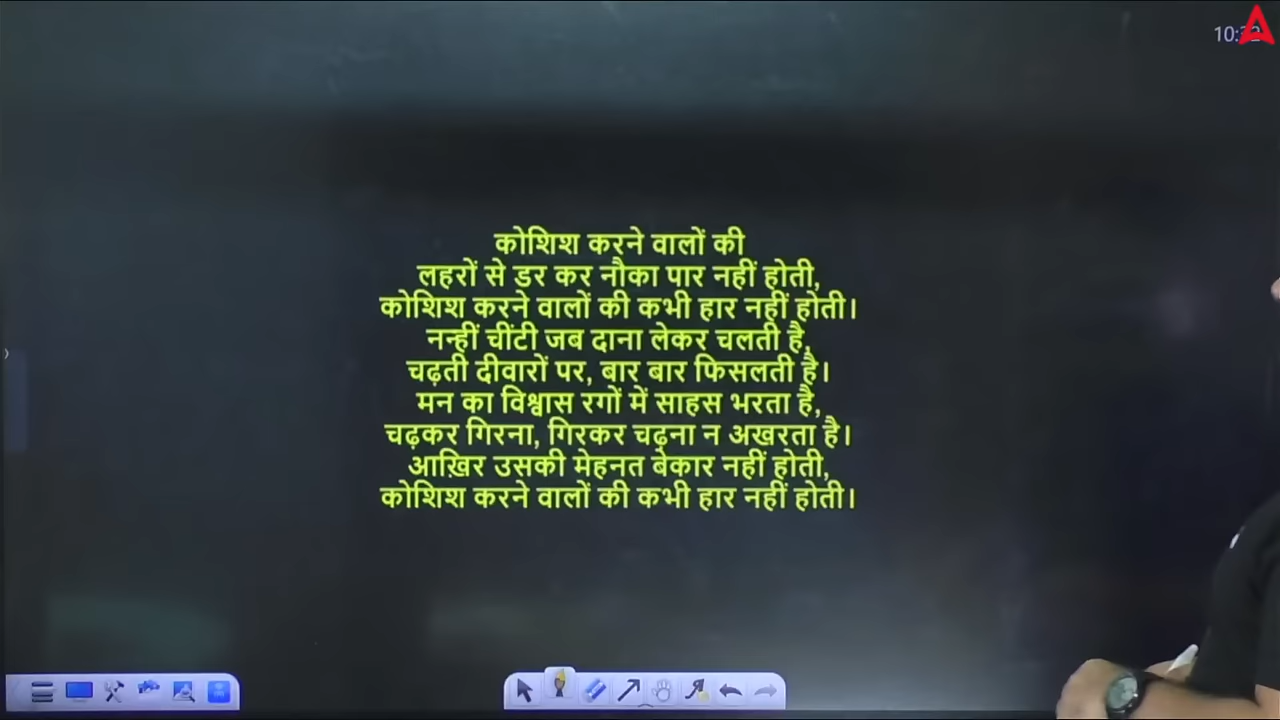 कोशिश करने वालों की
लहरों से डर कर नौका पार नहीं होती,
कोशिश करने वालों की कभी हार नहीं होती।
नन्हीं चींटी जब दाना लेकर चलती है,
चढ़ती दीवारों पर, बार बार फिसलती है।
मन का विश्वास रगों में साहस भरता है,
चढ़कर गिरना, गिरकर चढ़ना न अखरता है।
आख़िर उसकी मेहनत बेकार नहीं होती,
कोशिश करने वालों की कभी हार नहीं होती।